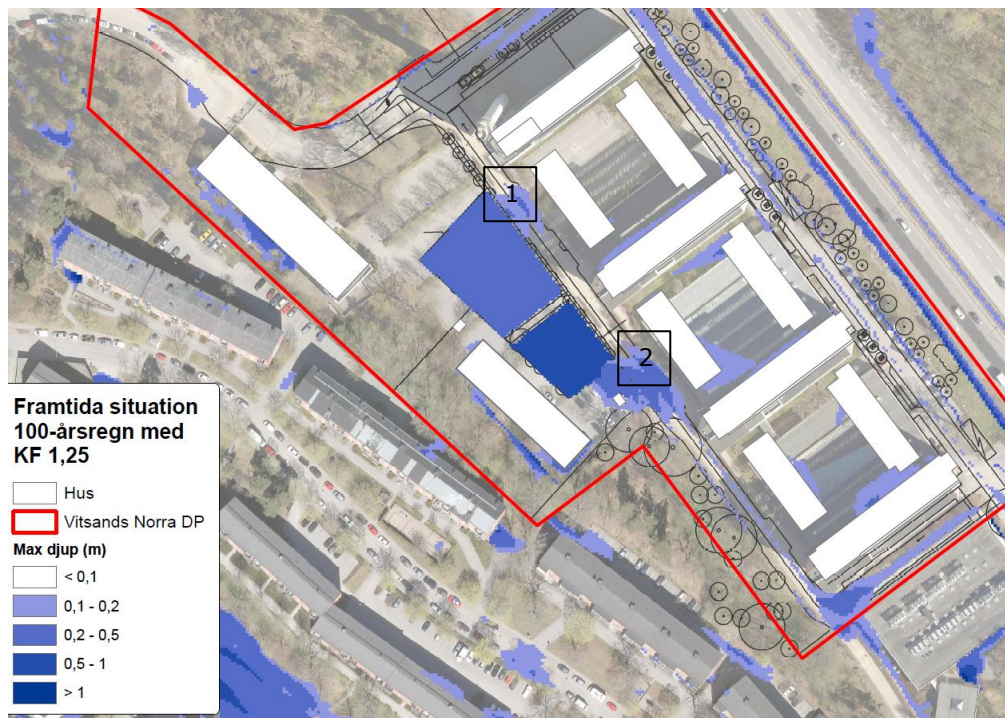 1
2
Framtida situation
100-årsregn med
KF 1,25
Hus
Vitsands Norra DP
Max djup (m)
< 0,1
0,1 - 0,2
0,2 - 0,5
0,5 - 1
> 1